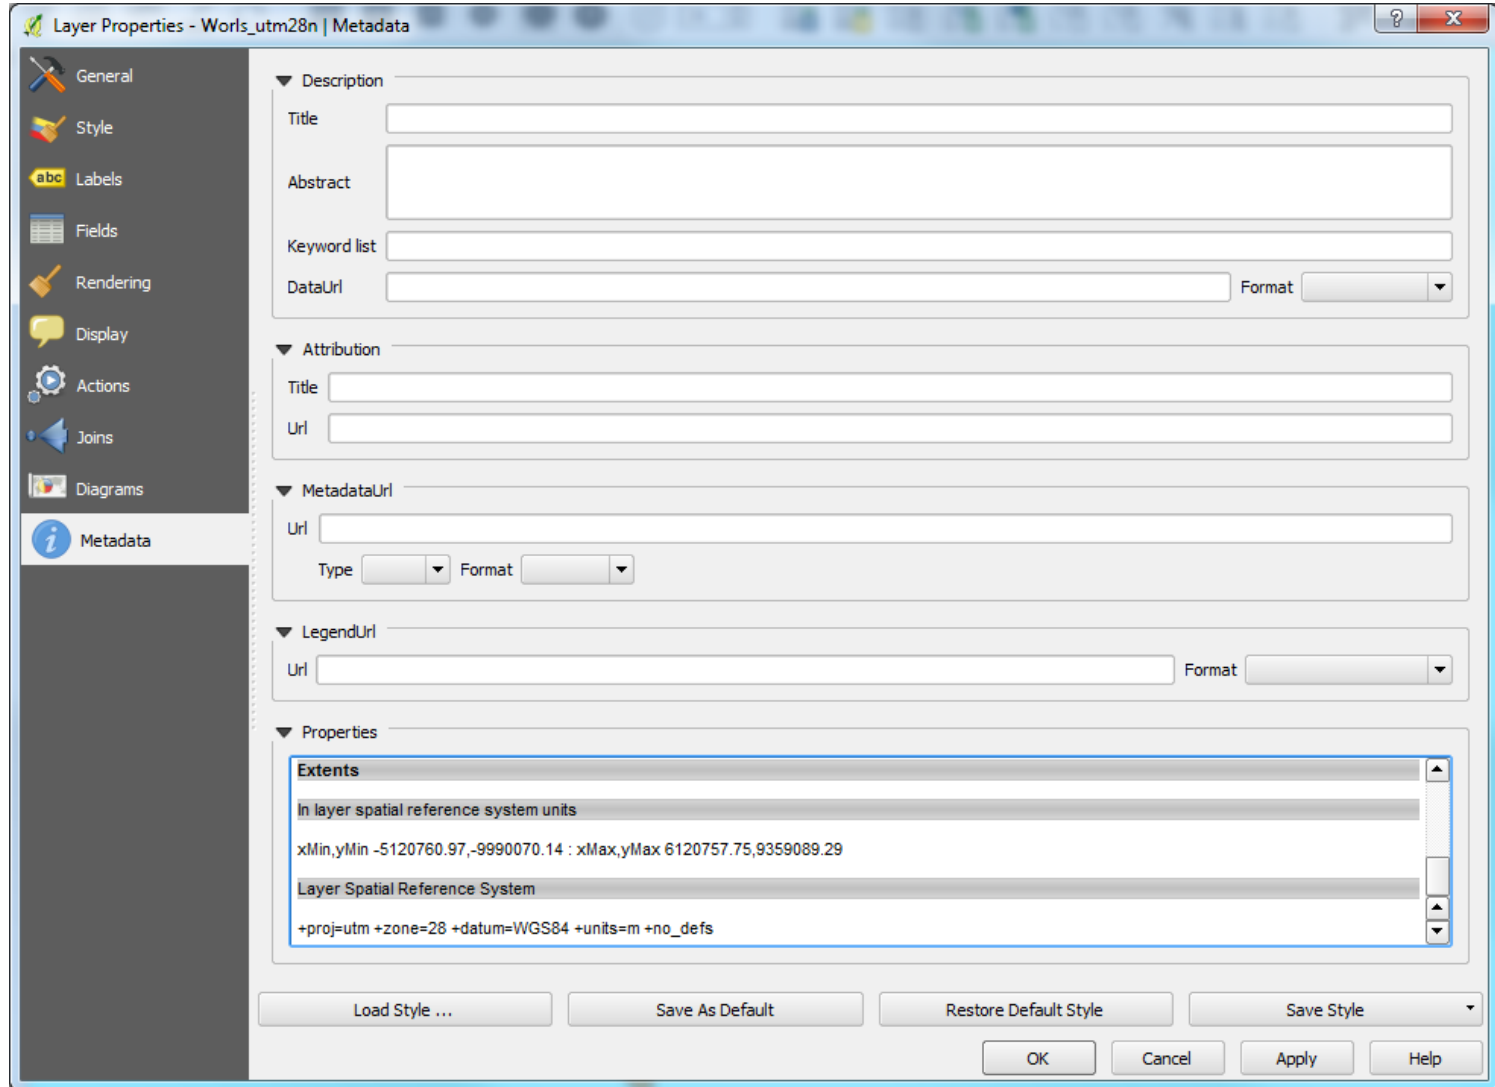 Layer Properties - Worls_utm28n | Metadata
?
X
General
Style
abc Labels
Fields
Rendering
Display
Actions
Joins
Diagrams
i Metadata
Description
Title
Abstract
Keyword list
DataUrl Format
Attribution
Title
Url
MetadataUrl
Url
Type Format
LegendUrl
Url Format
Properties
Extents
In layer spatial reference system units
xMin,yMin -5120760.97,-9990070.14 : xMax,yMax 6120757.75,9359089.29
Layer Spatial Reference System
+proj=utm +zone=28 +datum=WGS84 +units=m +no_defs
Load Style ... Save As Default Restore Default Style Save Style
OK Cancel Apply Help